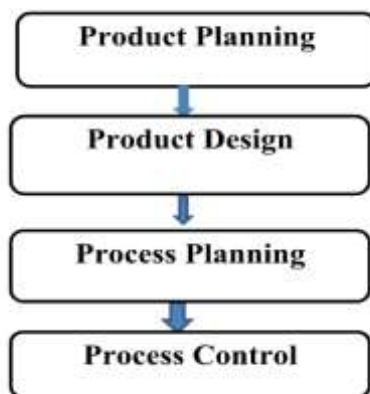 Product Planning
Product Design
Process Planning
Process Control